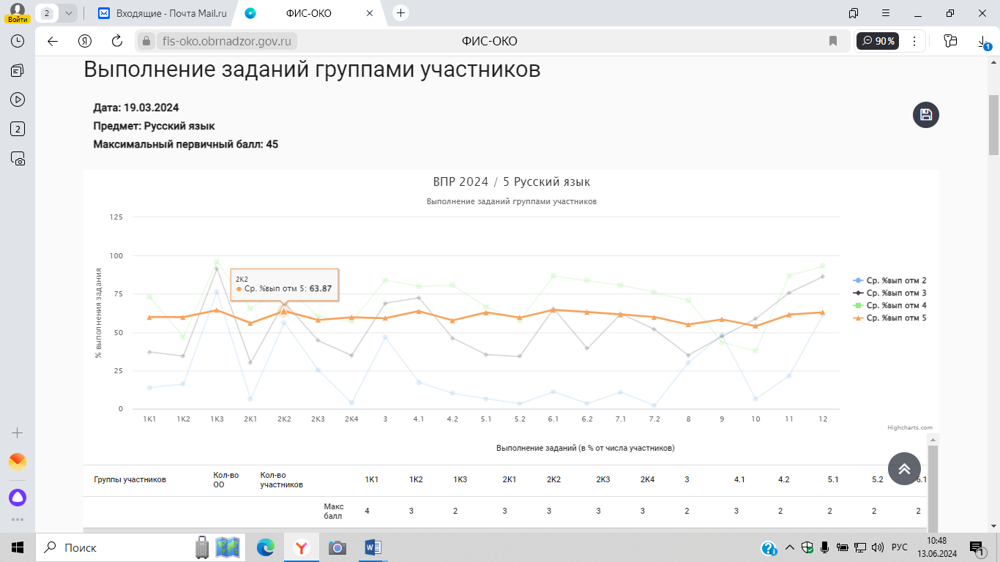 Войти
2
Входящие - Почта Mail.ru
ФИС-ОКО
fis-oko.obrnadzor.gov.ru
ФИС-ОКО
90%
1
2
Выполнение заданий группами участников
Дата: 19.03.2024
Предмет: Русский язык
Максимальный первичный балл: 45
ВПР 2024 / 5 Русский язык
Выполнение заданий группами участников
% выполнения задания
125
100
75
50
25
0
2К2
Ср. %вып отм 5: 63.87
Ср. %вып отм 2
Ср. %вып отм 3
Ср. %вып отм 4
Ср. %вып отм 5
1К1 1К2 1К3 2К1 2К2 2К3 2К4 3 4.1 4.2 5.1 5.2 6.1 6.2 7.1 7.2 8 9 10 11 12
Highcharts.com
Выполнение заданий (в % от числа участников)
Группы участников Кол-во ОО Кол-во участников 1К1 1К2 1К3 2К1 2К2 2К3 2К4 3 4.1 4.2 5.1 5.2 6.1
Макс балл 4 3 2 3 3 3 3 2 3 2 2 2 2
Поиск
РУС
10:48
13.06.2024
1